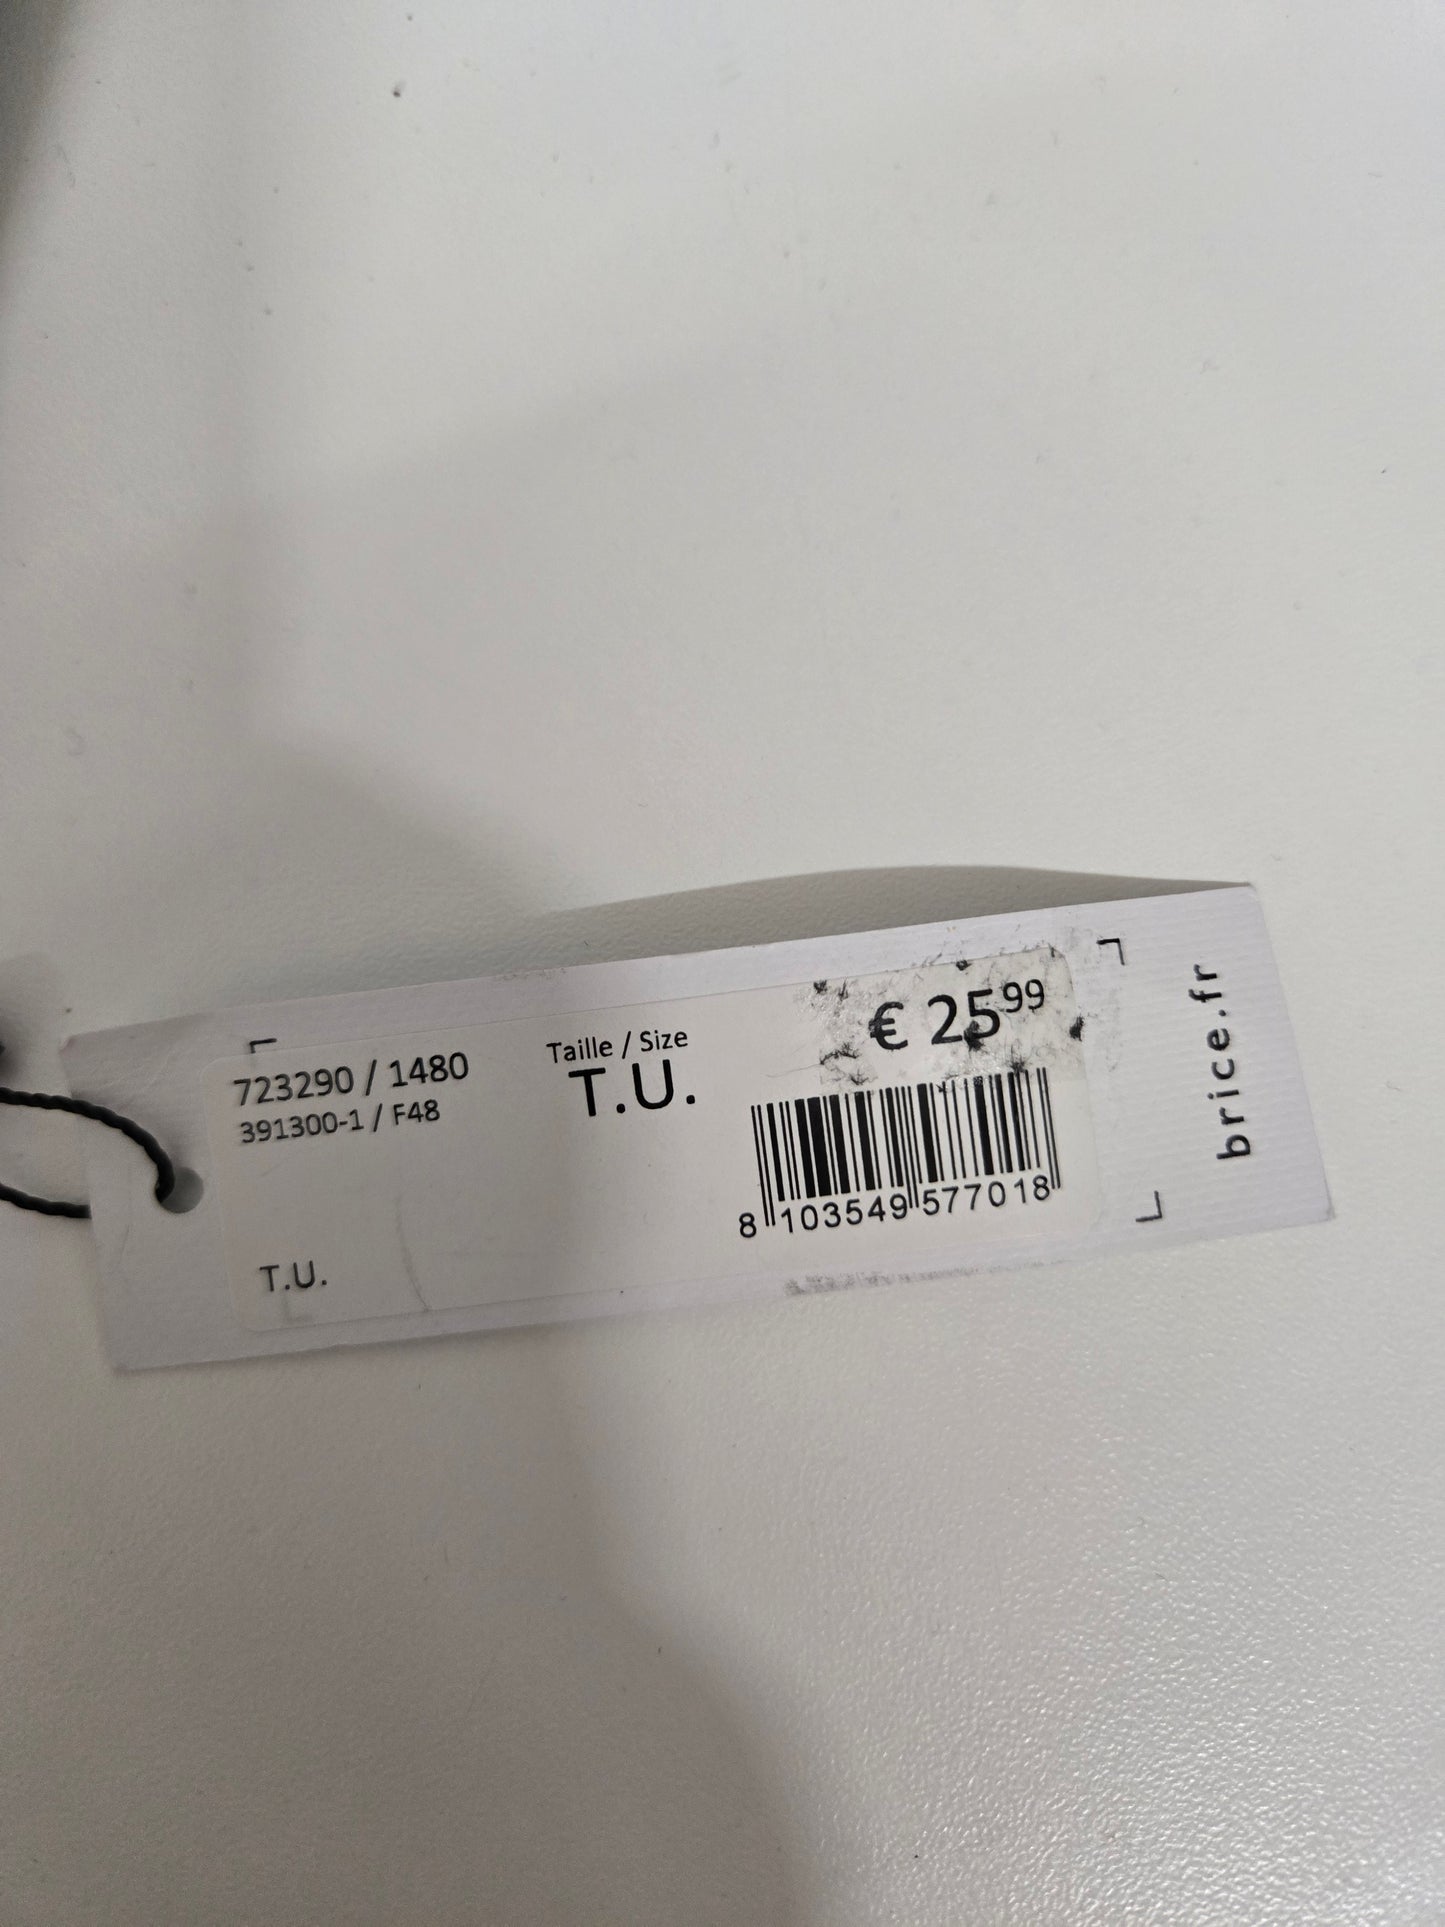 723290 / 1480
391300-1 / F48
Taille / Size
T.U.
€ 25⁹⁹
8 103549 577018
T.U.
brice.fr